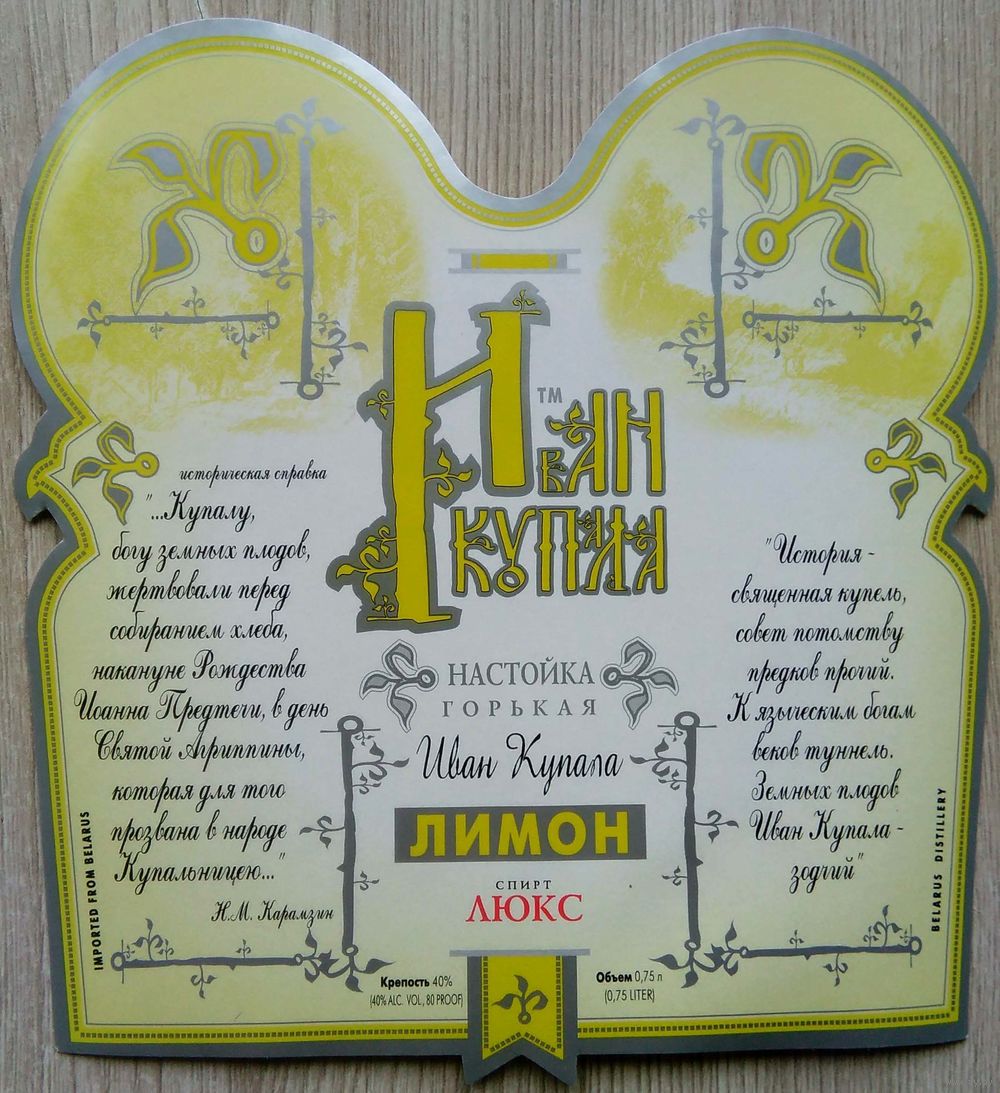 Иван
™
Купала
НАСТОЙКА
ГОРЬКАЯ
Иван Купала
ЛИМОН
СПИРТ
ЛЮКС
Крепость 40%
(40% ALC. VOL., 80 PROOF)
Объем 0,75 л
(0,75 LITER)
историческая справка
"...Купалу,
богу земных плодов,
жертвовали перед
собиранием хлеба,
накануне Рождества
Иоанна Предтечи, в день
Святой Агриппины,
которая для того
прозвана в народе
Купальницею..."
Н.М. Карамзин
IMPORTED FROM BELARUS
"История -
священная купель,
совет потомству
предков прочий.
К языческим богам
веков туннель.
Земных плодов
Иван Купала -
зодчий"
BELARUS DISTILLERY